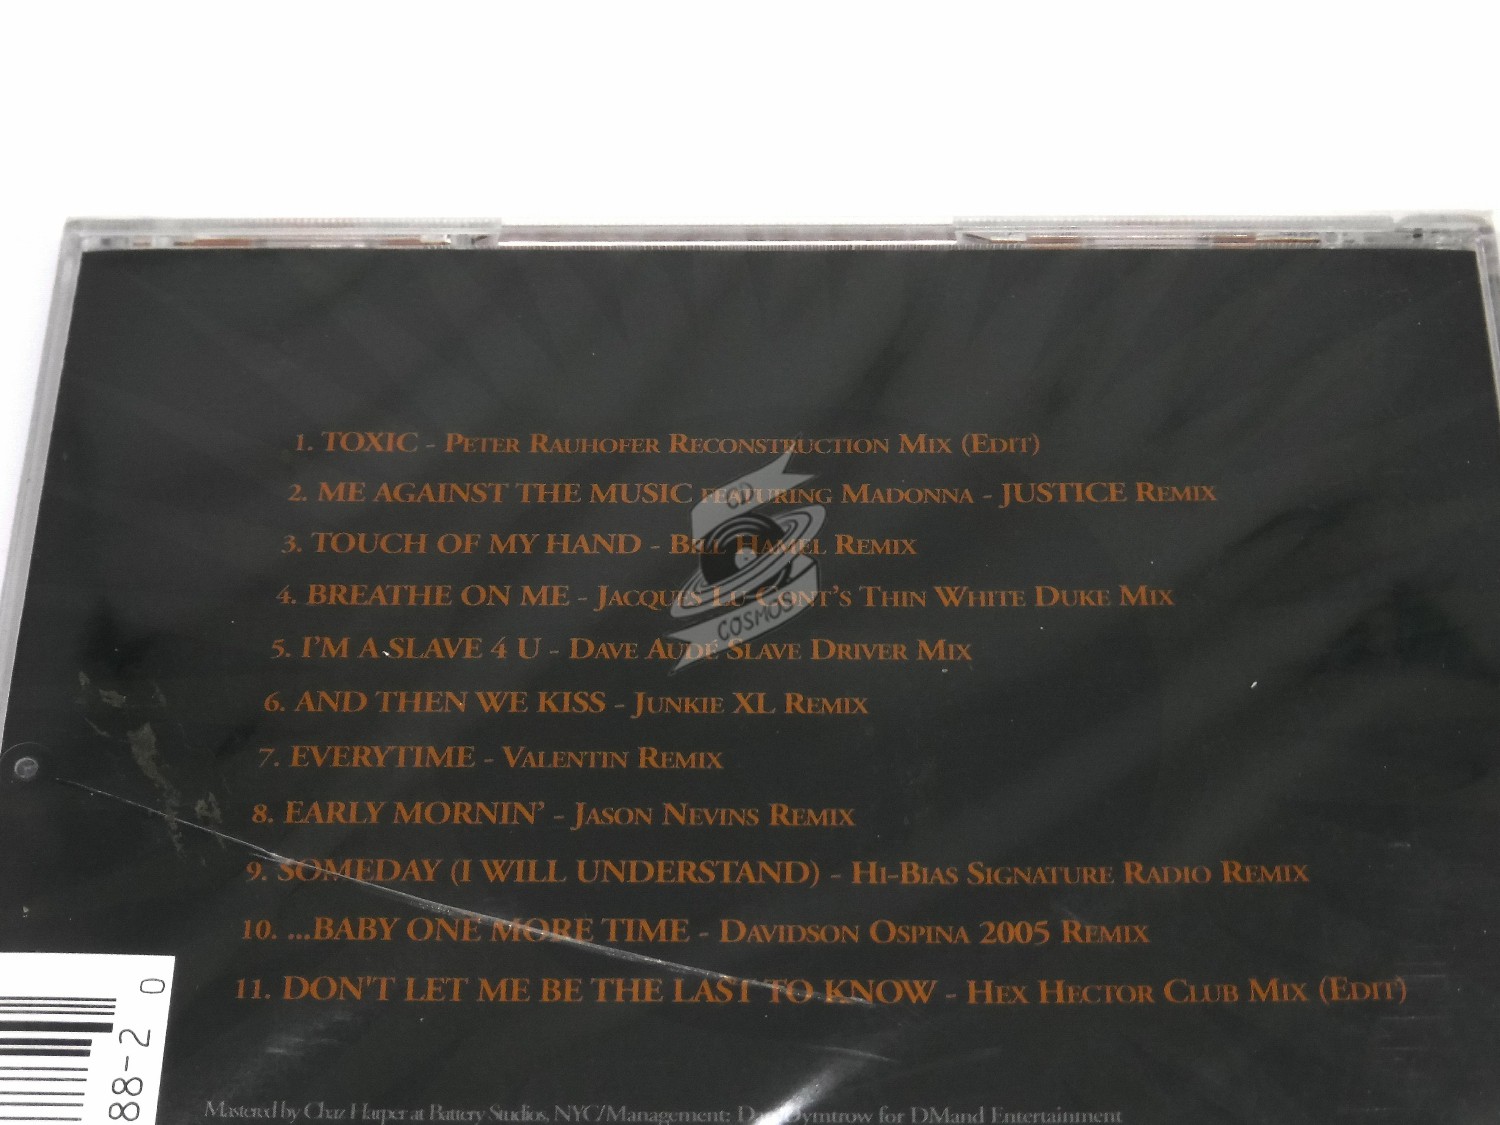 1. TOXIC - PETER RAUHOFER RECONSTRUCTION MIX (EDIT)
2. ME AGAINST THE MUSIC FEATURING MADONNA - JUSTICE REMIX
3. TOUCH OF MY HAND - BILL HAMEL REMIX
4. BREATHE ON ME - JACQUES LU CONT'S THIN WHITE DUKE MIX
5. I'M A SLAVE 4 U - DAVE AUDÉ SLAVE DRIVER MIX
6. AND THEN WE KISS - JUNKIE XL REMIX
7. EVERYTIME - VALENTIN REMIX
8. EARLY MORNIN' - JASON NEVINS REMIX
9. SOMEDAY (I WILL UNDERSTAND) - HI-BIAS SIGNATURE RADIO REMIX
10. ...BABY ONE MORE TIME - DAVIDSON OSPINA 2005 REMIX
11. DON'T LET ME BE THE LAST TO KNOW - HEX HECTOR CLUB MIX (EDIT)
Mastered by Chaz Harper at Battery Studios, NYC/Management: Dymtrow for DMand Entertainment
88-2 0
CD
COSMOS